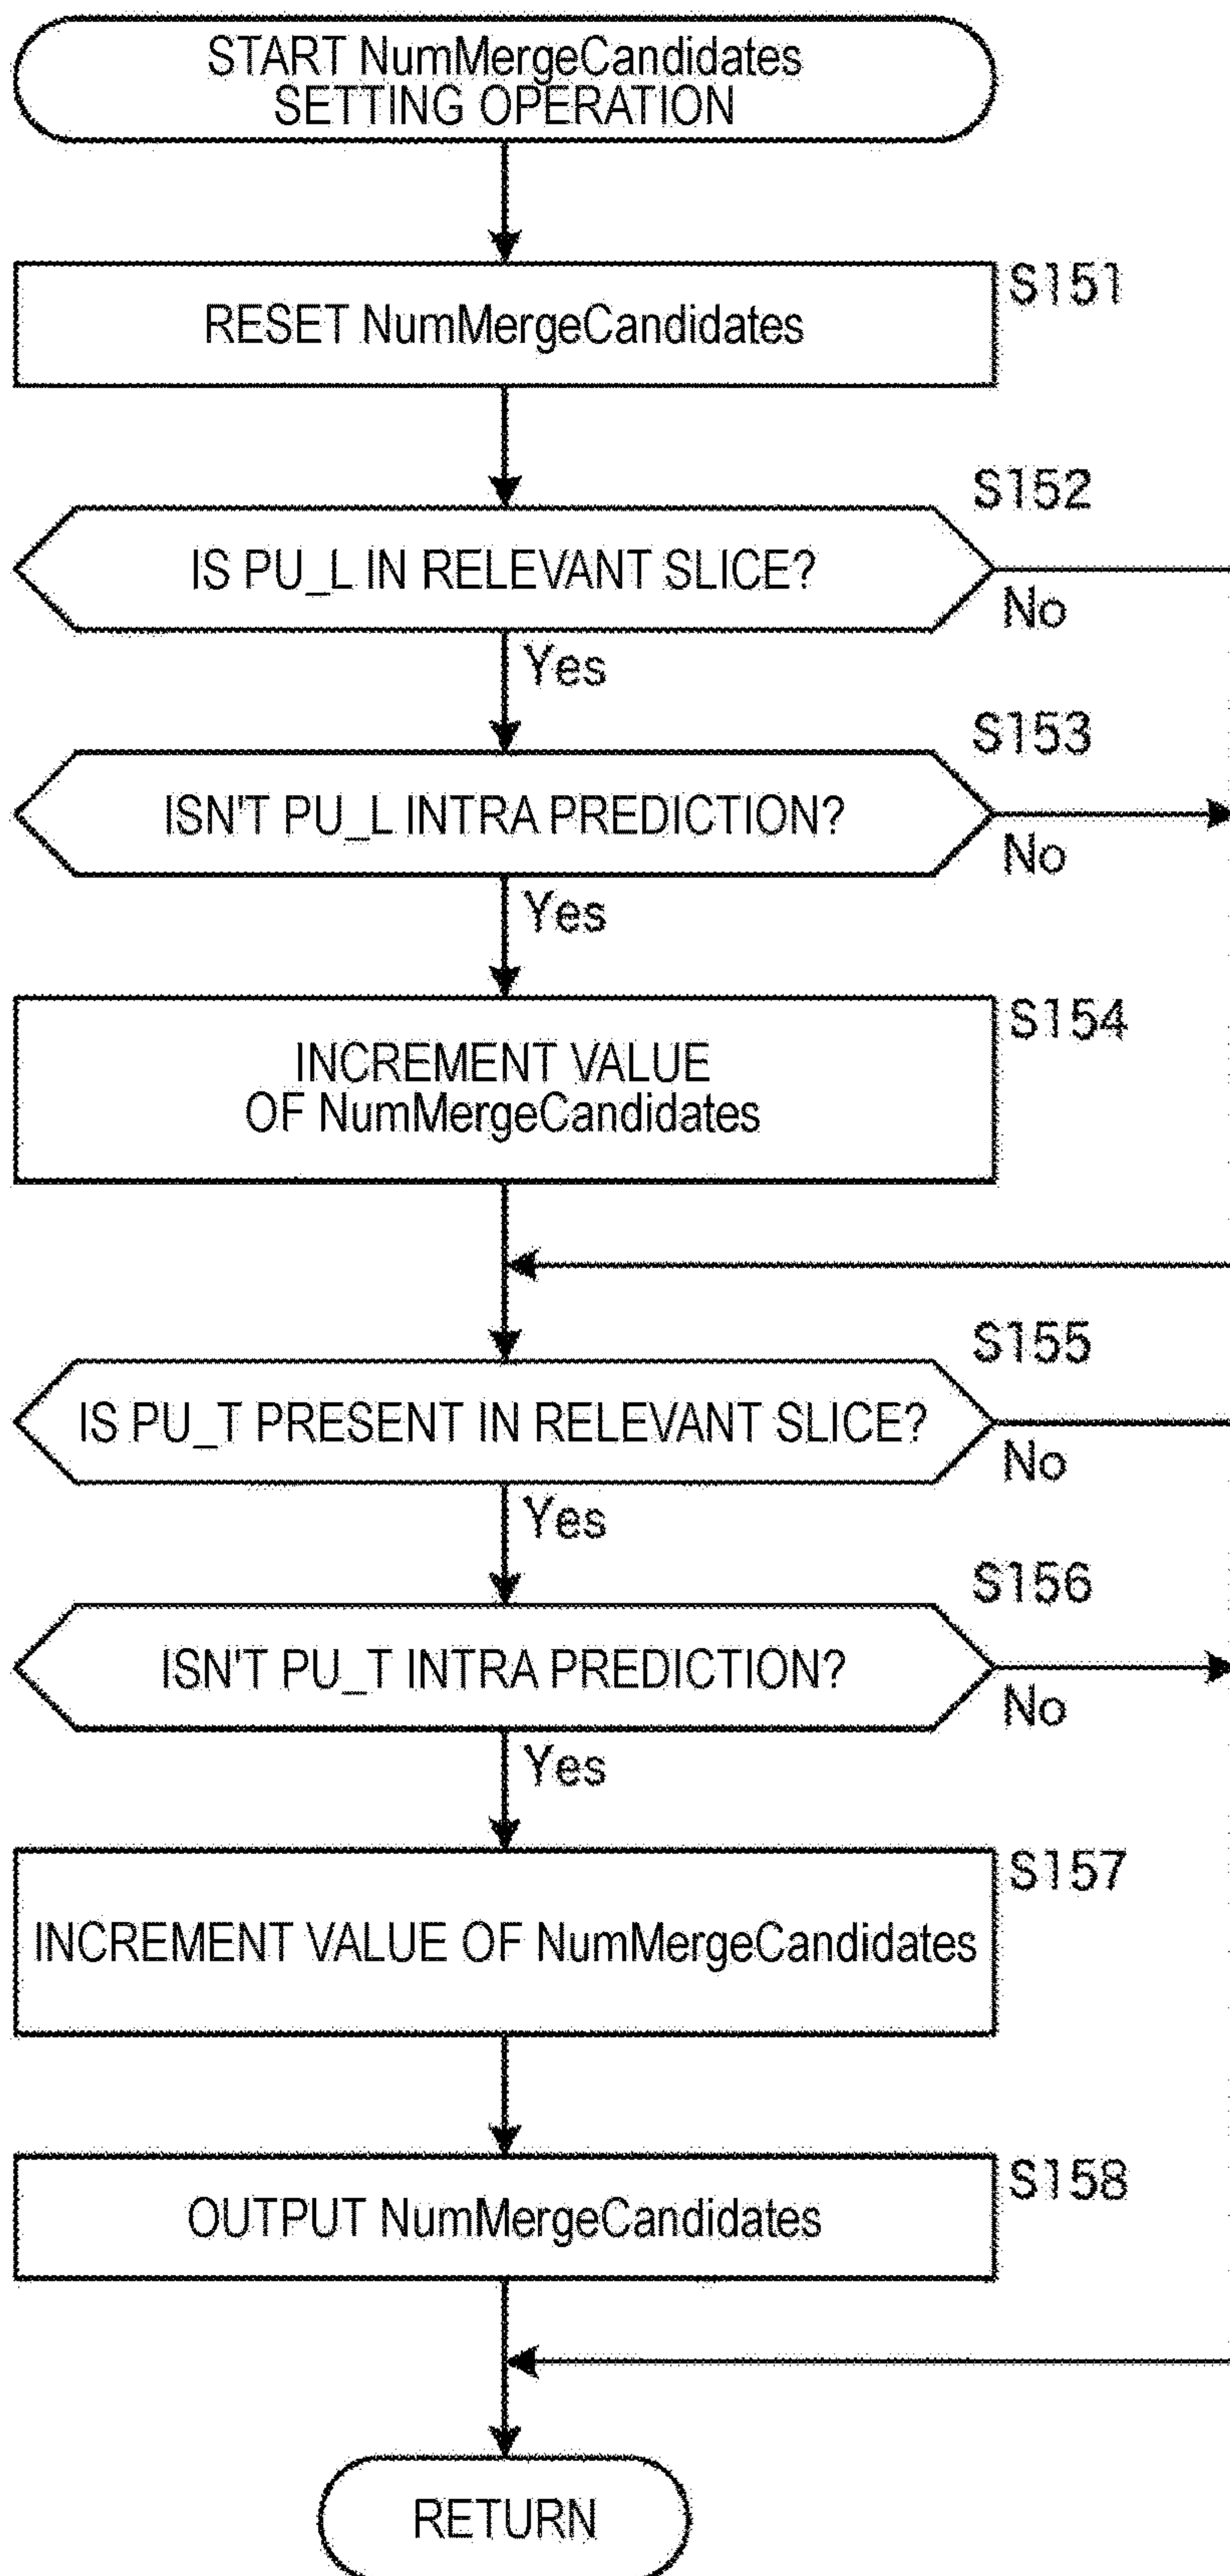 START NumMergeCandidates
SETTING OPERATION
S151
RESET NumMergeCandidates
S152
IS PU_L IN RELEVANT SLICE?
No
Yes
S153
ISN'T PU_L INTRA PREDICTION?
No
Yes
S154
INCREMENT VALUE
OF NumMergeCandidates
S155
IS PU_T PRESENT IN RELEVANT SLICE?
No
Yes
S156
ISN'T PU_T INTRA PREDICTION?
No
Yes
S157
INCREMENT VALUE OF NumMergeCandidates
S158
OUTPUT NumMergeCandidates
RETURN